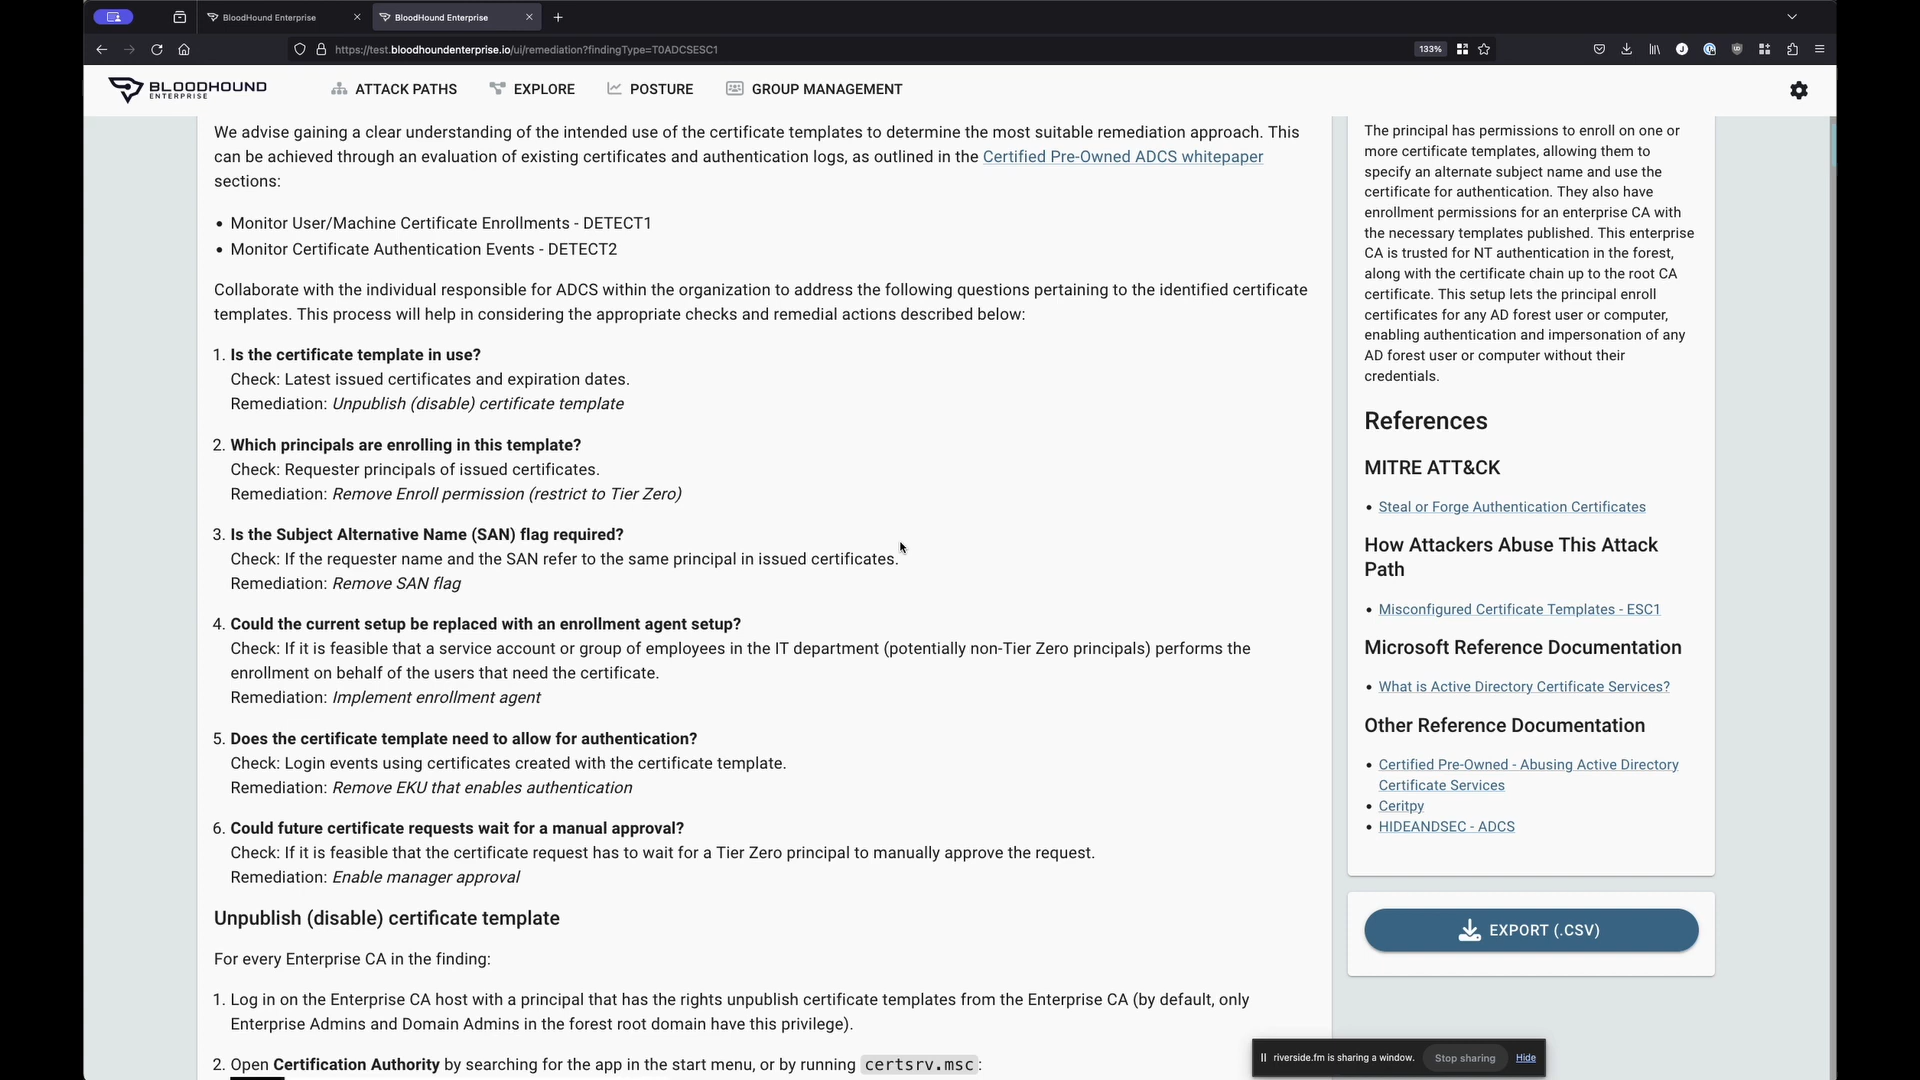 BloodHound Enterprise
BloodHound Enterprise
https://test.bloodhoundenterprise.io/ui/remediation?findingType=T0ADCSESC1
133%
BLOODHOUND
ENTERPRISE
ATTACK PATHS
EXPLORE
POSTURE
GROUP MANAGEMENT
We advise gaining a clear understanding of the intended use of the certificate templates to determine the most suitable remediation approach. This
can be achieved through an evaluation of existing certificates and authentication logs, as outlined in the Certified Pre-Owned ADCS whitepaper
sections:
• Monitor User/Machine Certificate Enrollments - DETECT1
• Monitor Certificate Authentication Events - DETECT2
Collaborate with the individual responsible for ADCS within the organization to address the following questions pertaining to the identified certificate
templates. This process will help in considering the appropriate checks and remedial actions described below:
1. Is the certificate template in use?
Check: Latest issued certificates and expiration dates.
Remediation: Unpublish (disable) certificate template
2. Which principals are enrolling in this template?
Check: Requester principals of issued certificates.
Remediation: Remove Enroll permission (restrict to Tier Zero)
3. Is the Subject Alternative Name (SAN) flag required?
Check: If the requester name and the SAN refer to the same principal in issued certificates.
Remediation: Remove SAN flag
4. Could the current setup be replaced with an enrollment agent setup?
Check: If it is feasible that a service account or group of employees in the IT department (potentially non-Tier Zero principals) performs the
enrollment on behalf of the users that need the certificate.
Remediation: Implement enrollment agent
5. Does the certificate template need to allow for authentication?
Check: Login events using certificates created with the certificate template.
Remediation: Remove EKU that enables authentication
6. Could future certificate requests wait for a manual approval?
Check: If it is feasible that the certificate request has to wait for a Tier Zero principal to manually approve the request.
Remediation: Enable manager approval
Unpublish (disable) certificate template
For every Enterprise CA in the finding:
1. Log in on the Enterprise CA host with a principal that has the rights unpublish certificate templates from the Enterprise CA (by default, only
Enterprise Admins and Domain Admins in the forest root domain have this privilege).
2. Open Certification Authority by searching for the app in the start menu, or by running certsrv.msc:
The principal has permissions to enroll on one or
more certificate templates, allowing them to
specify an alternate subject name and use the
certificate for authentication. They also have
enrollment permissions for an enterprise CA with
the necessary templates published. This enterprise
CA is trusted for NT authentication in the forest,
along with the certificate chain up to the root CA
certificate. This setup lets the principal enroll
certificates for any AD forest user or computer,
enabling authentication and impersonation of any
AD forest user or computer without their
credentials.
References
MITRE ATT&CK
• Steal or Forge Authentication Certificates
How Attackers Abuse This Attack
Path
• Misconfigured Certificate Templates - ESC1
Microsoft Reference Documentation
• What is Active Directory Certificate Services?
Other Reference Documentation
• Certified Pre-Owned - Abusing Active Directory
Certificate Services
• Ceritpy
• HIDEANDSEC - ADCS
EXPORT (.CSV)
riverside.fm is sharing a window.
Stop sharing
Hide